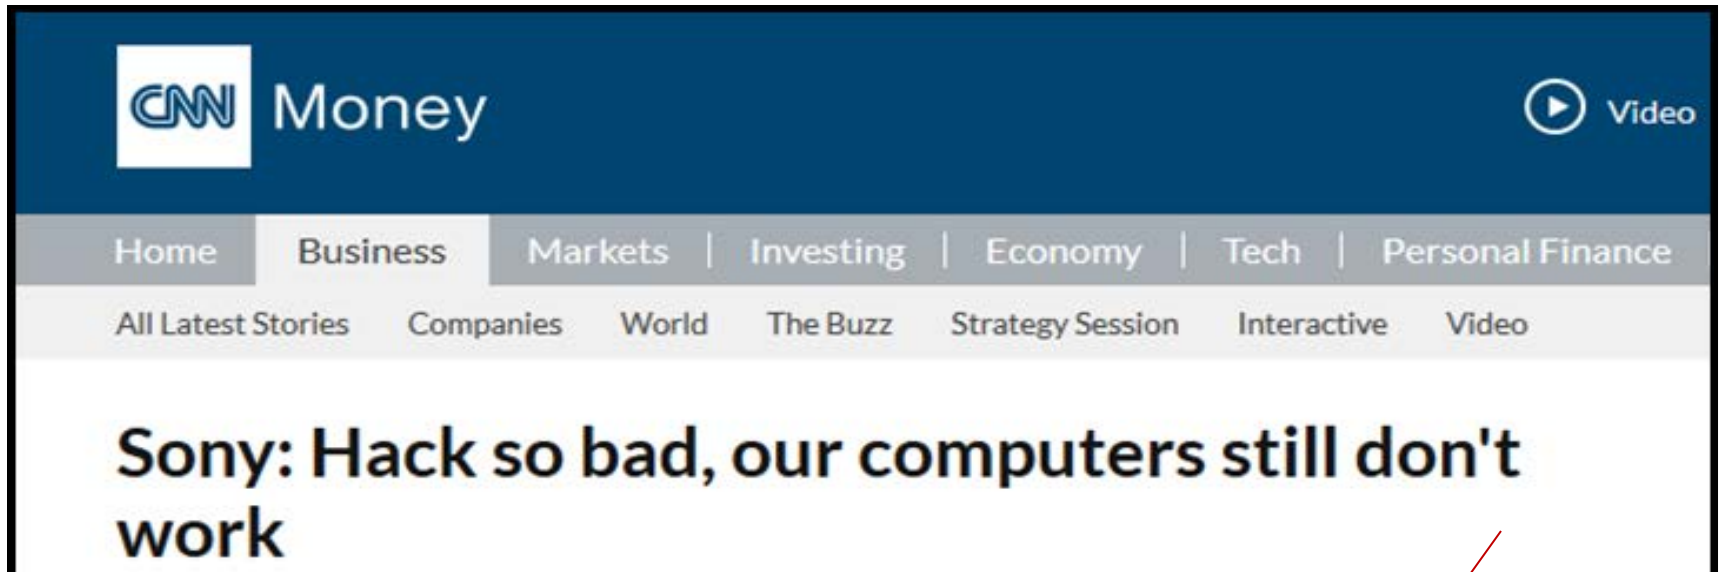 CNN Money
Video
Home Business Markets | Investing | Economy | Tech | Personal Finance
All Latest Stories Companies World The Buzz Strategy Session Interactive Video
Sony: Hack so bad, our computers still don't
work